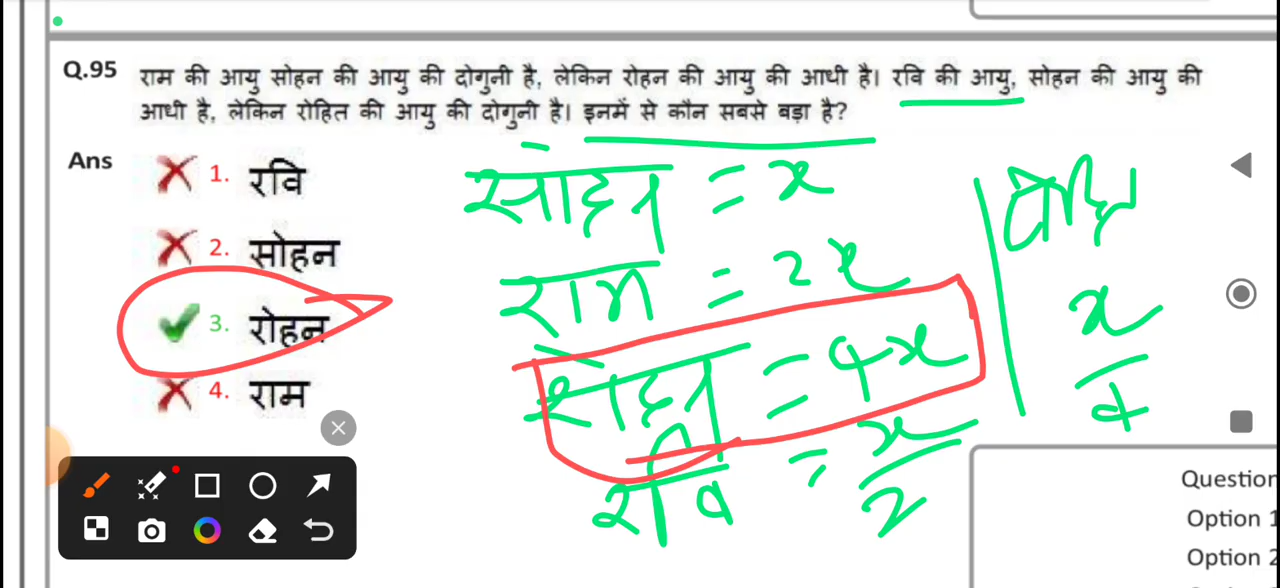 Q.95 राम की आयु सोहन की आयु की दोगुनी है, लेकिन रोहन की आयु की आधी है। रवि की आयु, सोहन की आयु की
आधी है, लेकिन रोहित की आयु की दोगुनी है। इनमें से कौन सबसे बड़ा है?
Ans
1. रवि
2. सोहन
3. रोहन
4. राम
सोहन = x
राम = 2x
रोहन = 4x
रवि = x/2
x/4
Question
Option 1
Option 2